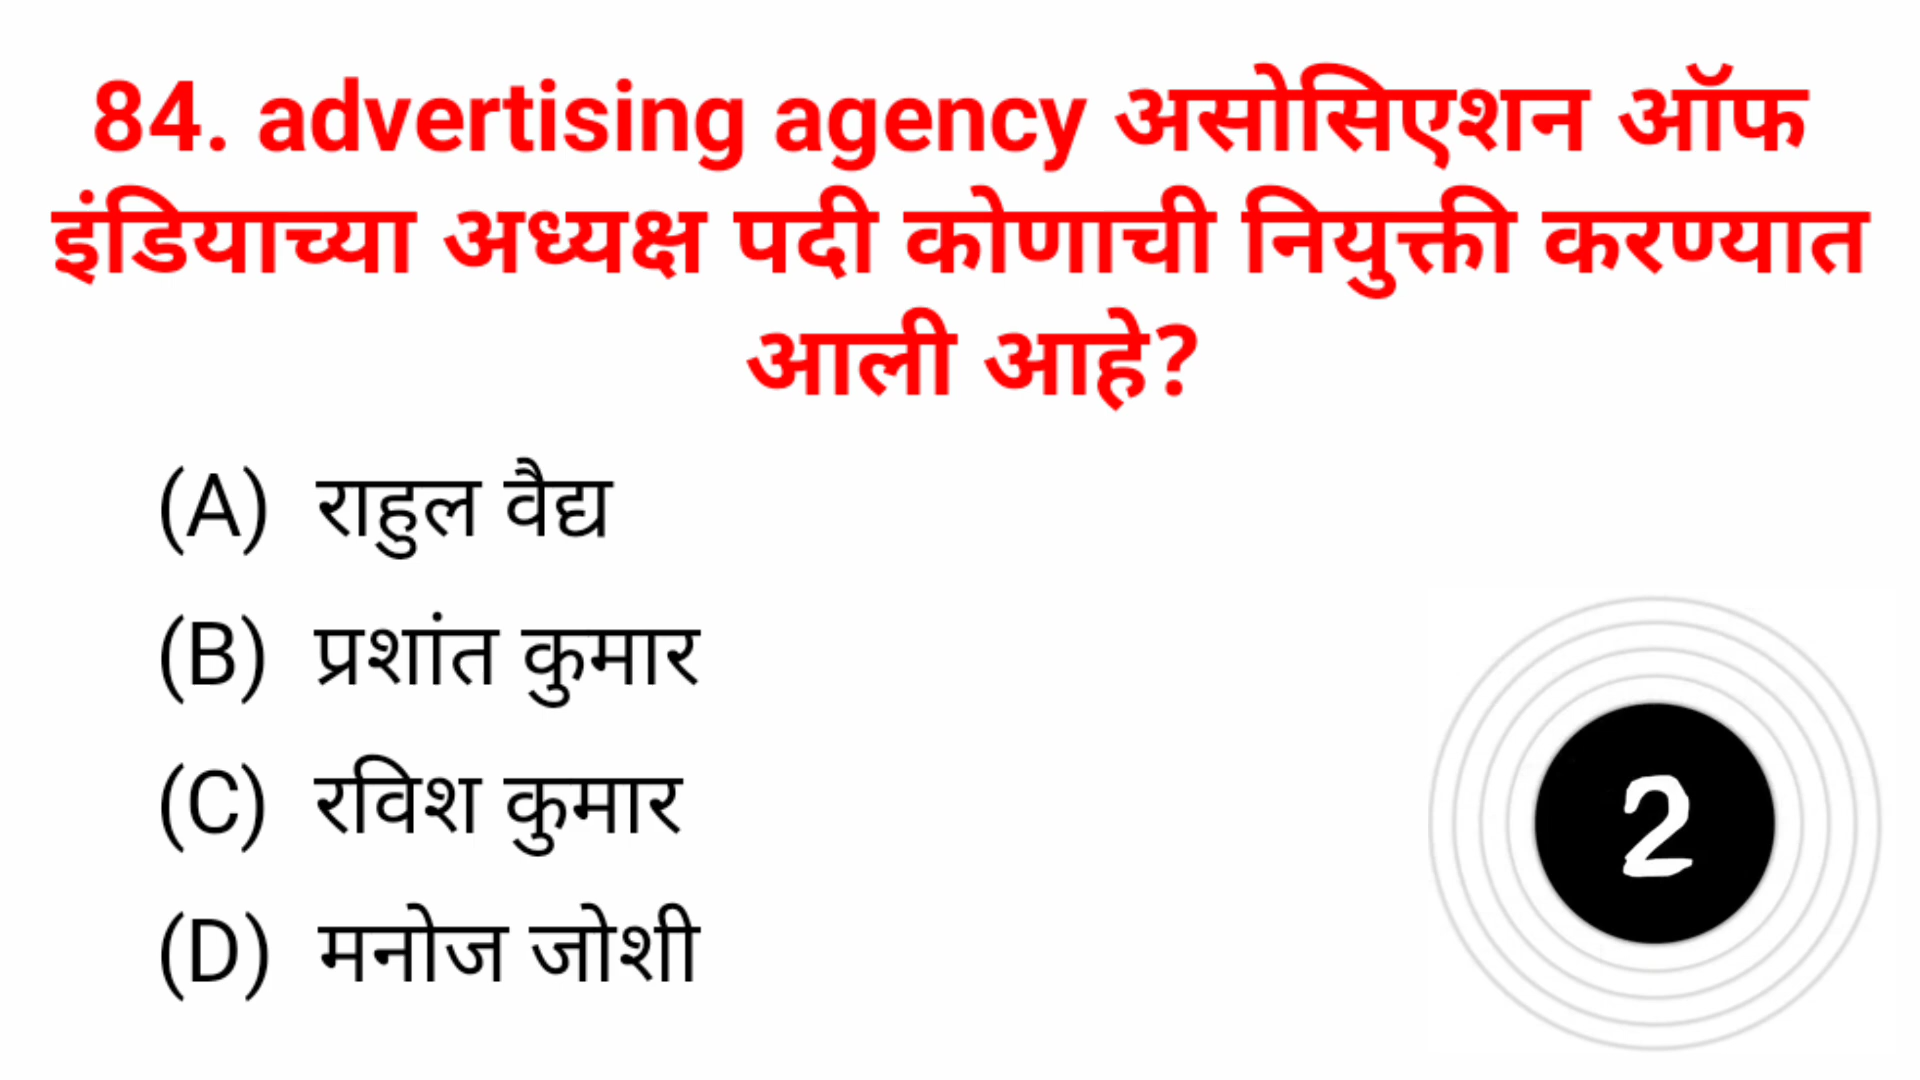 84. advertising agency असोसिएशन ऑफ
इंडियाच्या अध्यक्ष पदी कोणाची नियुक्ती करण्यात
आली आहे?
(A) राहुल वैद्य
(B) प्रशांत कुमार
(C) रविश कुमार
(D) मनोज जोशी
2